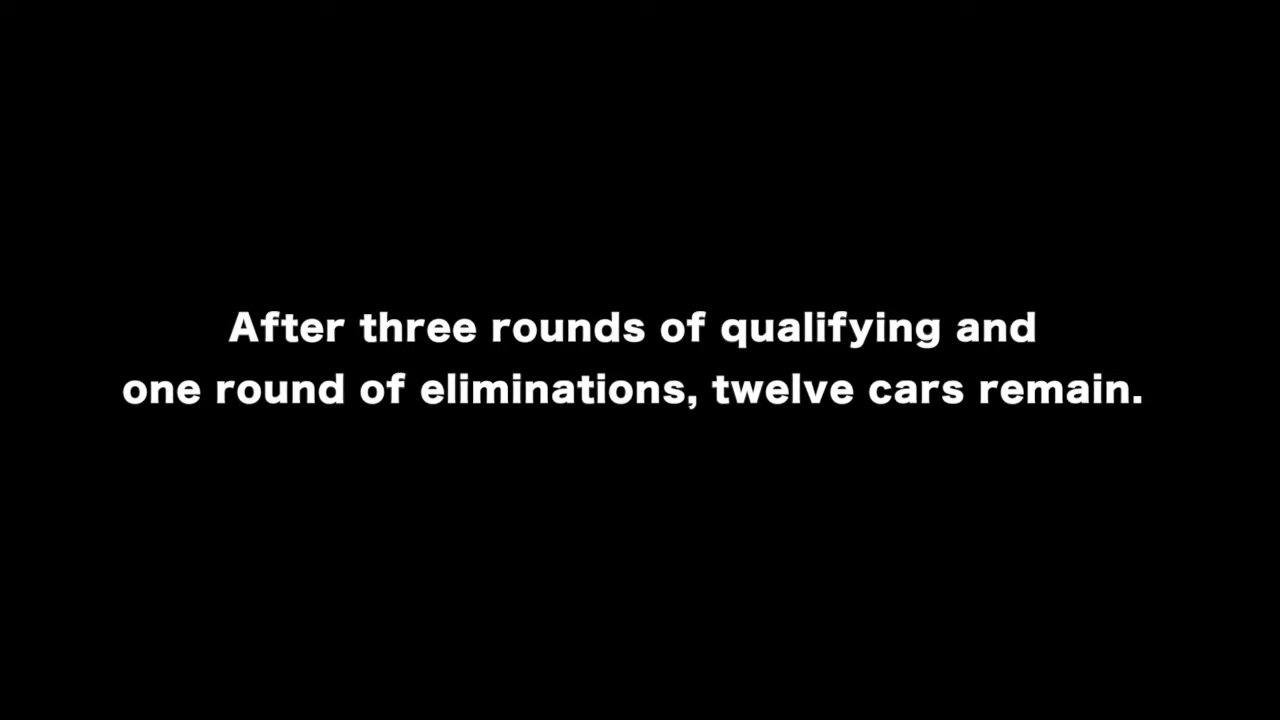 After three rounds of qualifying and
one round of eliminations, twelve cars remain.